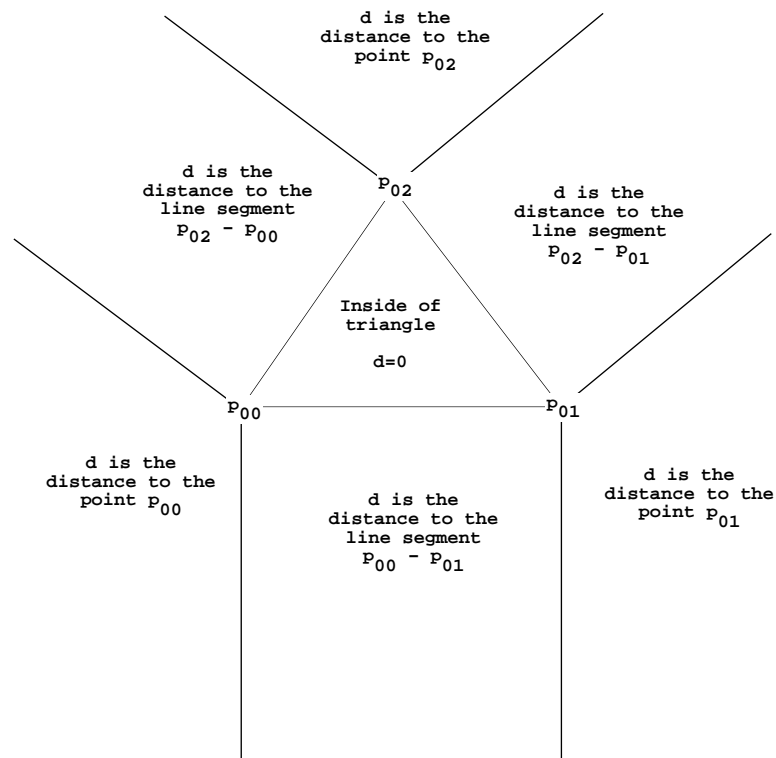 d is the
distance to the
point p02
d is the
distance to the
line segment
p02 - p00
p02
d is the
distance to the
line segment
p02 - p01
Inside of
triangle
d=0
p00
p01
d is the
distance to the
point p00
d is the
distance to the
line segment
p00 - p01
d is the
distance to the
point p01